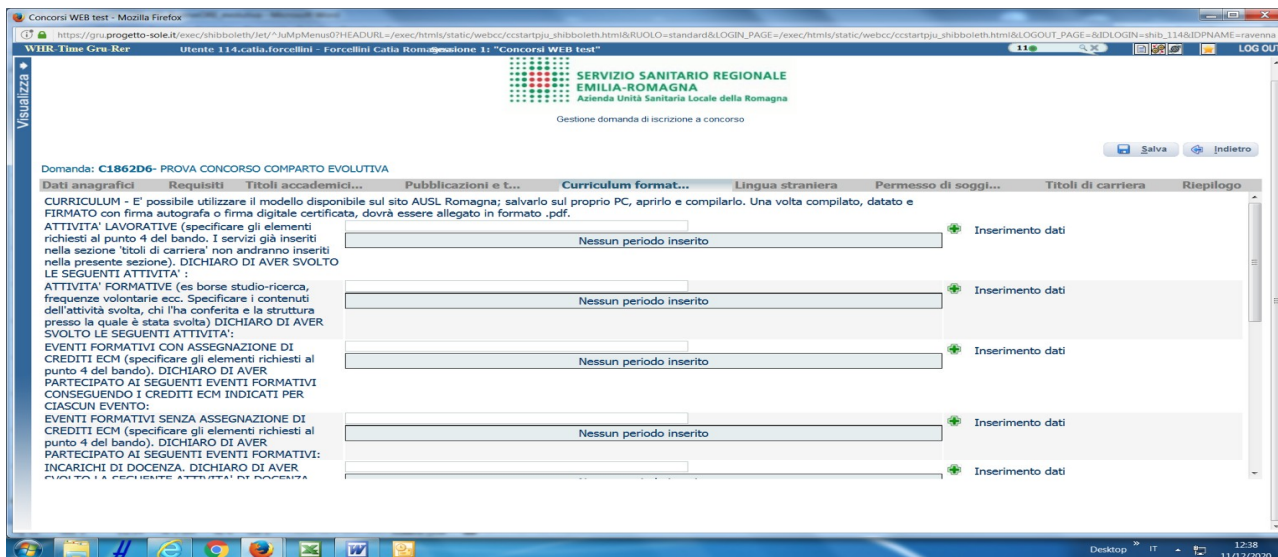 Concorsi WEB test - Mozilla Firefox
https://gru.progetto-sole.it/exec/shibboleth/Jet/^JuMpMenus0?HEADURL=/exec/htmls/static/webcc/ccstartpju_shibboleth.html&RUOLO=standard&LOGIN_PAGE=/exec/htmls/static/webcc/ccstartpju_shibboleth.html&LOGOUT_PAGE=&IDLOGIN=shib_114&IDPNAME=ravenna
WHR-Time Gru-Rer Utente 114.catia.forcellini - Forcellini Catia Sessione 1: "Concorsi WEB test" 11 LOG OUT
Visualizza
SERVIZIO SANITARIO REGIONALE
EMILIA-ROMAGNA
Azienda Unità Sanitaria Locale della Romagna
Gestione domanda di iscrizione a concorso
Salva Indietro
Domanda: C1862D6- PROVA CONCORSO COMPARTO EVOLUTIVA
Dati anagrafici Requisiti Titoli accademici... Pubblicazioni e t... Curriculum format... Lingua straniera Permesso di soggi... Titoli di carriera Riepilogo
CURRICULUM - E' possibile utilizzare il modello disponibile sul sito AUSL Romagna; salvarlo sul proprio PC, aprirlo e compilarlo. Una volta compilato, datato e
FIRMATO con firma autografa o firma digitale certificata, dovrà essere allegato in formato .pdf.
ATTIVITA' LAVORATIVE (specificare gli elementi
richiesti al punto 4 del bando. I servizi già inseriti
nella sezione 'titoli di carriera' non andranno inseriti
nella presente sezione). DICHIARO DI AVER SVOLTO
LE SEGUENTI ATTIVITA' :
Nessun periodo inserito
Inserimento dati
ATTIVITA' FORMATIVE (es borse studio-ricerca,
frequenze volontarie ecc. Specificare i contenuti
dell'attività svolta, chi l'ha conferita e la struttura
presso la quale è stata svolta) DICHIARO DI AVER
SVOLTO LE SEGUENTI ATTIVITA':
Nessun periodo inserito
Inserimento dati
EVENTI FORMATIVI CON ASSEGNAZIONE DI
CREDITI ECM (specificare gli elementi richiesti al
punto 4 del bando). DICHIARO DI AVER
PARTECIPATO AI SEGUENTI EVENTI FORMATIVI
CONSEGUENDO I CREDITI ECM INDICATI PER
CIASCUN EVENTO:
Nessun periodo inserito
Inserimento dati
EVENTI FORMATIVI SENZA ASSEGNAZIONE DI
CREDITI ECM (specificare gli elementi richiesti al
punto 4 del bando). DICHIARO DI AVER
PARTECIPATO AI SEGUENTI EVENTI FORMATIVI:
Nessun periodo inserito
Inserimento dati
INCARICHI DI DOCENZA. DICHIARO DI AVER
SVOLTO LA SEGUENTE ATTIVITA' DI DOCENZA
Inserimento dati
Desktop IT 12:38
11/12/2020